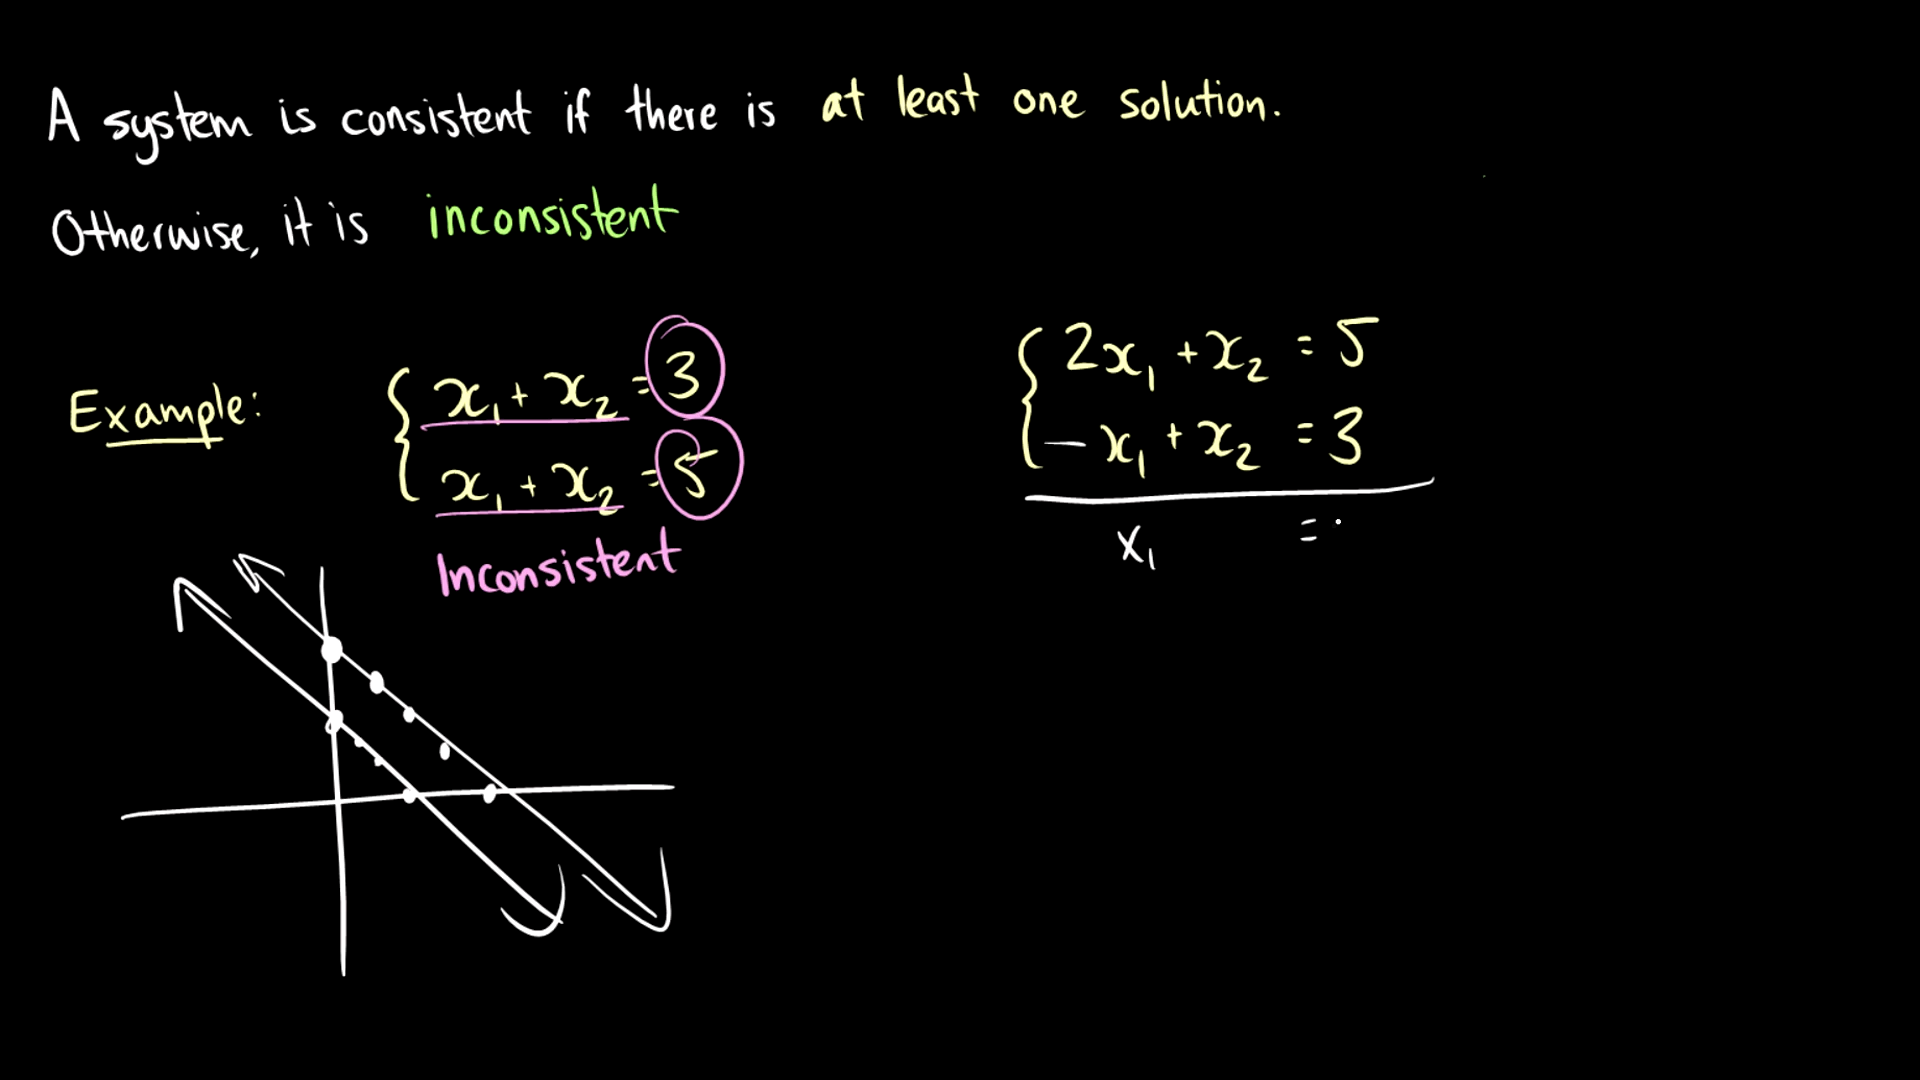 A system is consistent if there is at least one solution.
Otherwise, it is inconsistent
Example:
x₁ + x₂ = 3
x₁ + x₂ = 5
Inconsistent
2x₁ + x₂ = 5
-x₁ + x₂ = 3
x₁ =